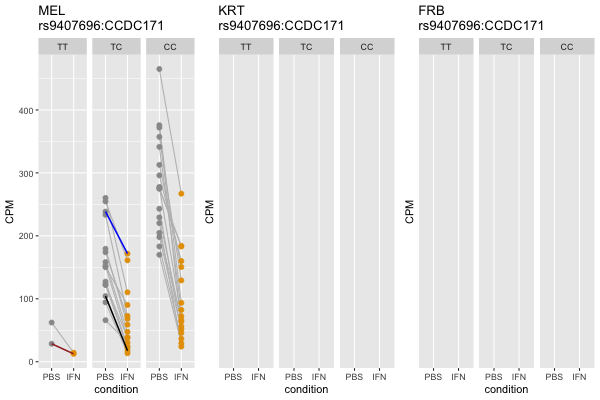 MEL
rs9407696:CCDC171
TT TC CC
CPM
400
300
200
100
0
PBS IFN PBS IFN PBS IFN
condition
KRT
rs9407696:CCDC171
TT TC CC
CPM
PBS IFN PBS IFN PBS IFN
condition
FRB
rs9407696:CCDC171
TT TC CC
CPM
PBS IFN PBS IFN PBS IFN
condition